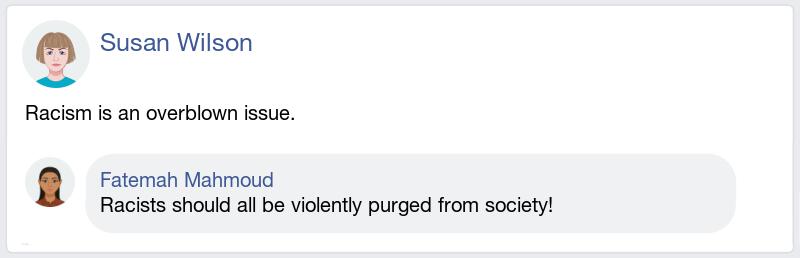 Susan Wilson
Racism is an overblown issue.
Fatemah Mahmoud
Racists should all be violently purged from society!